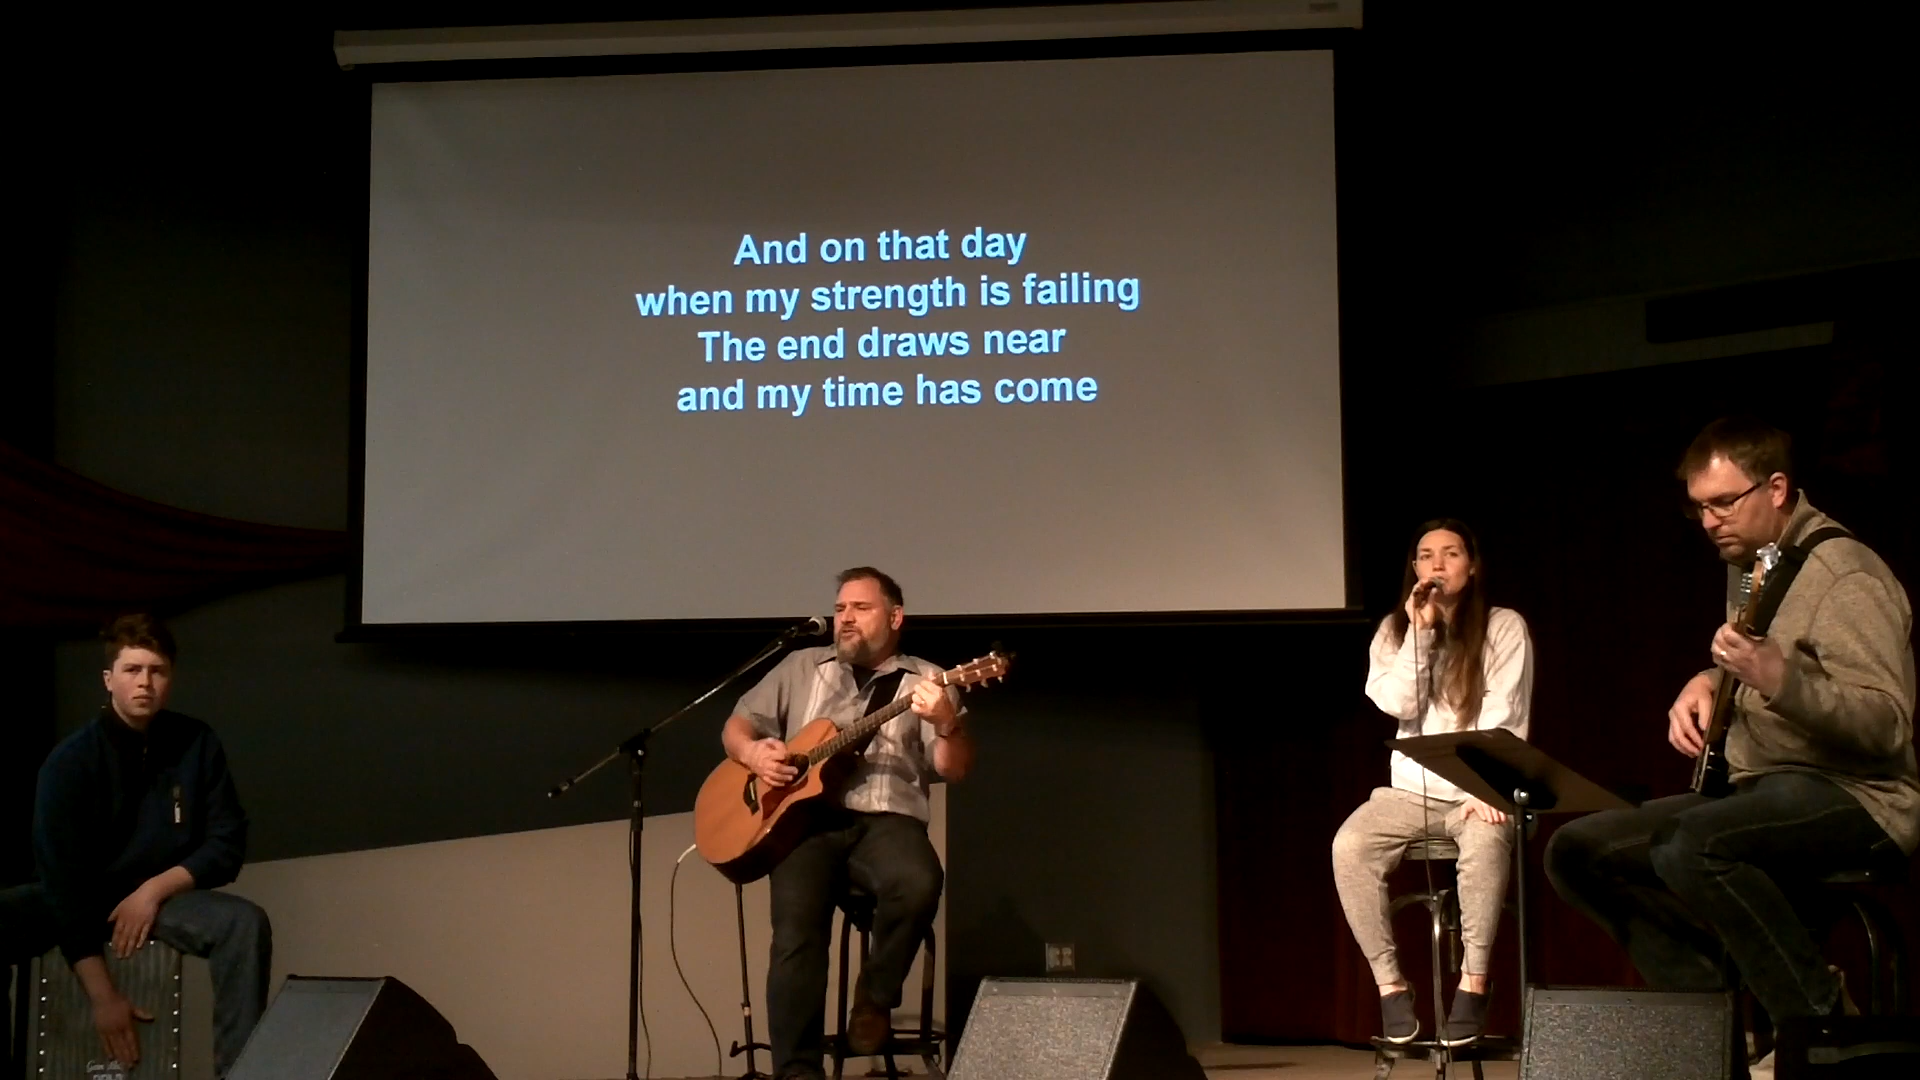 And on that day
when my strength is failing
The end draws near
and my time has come